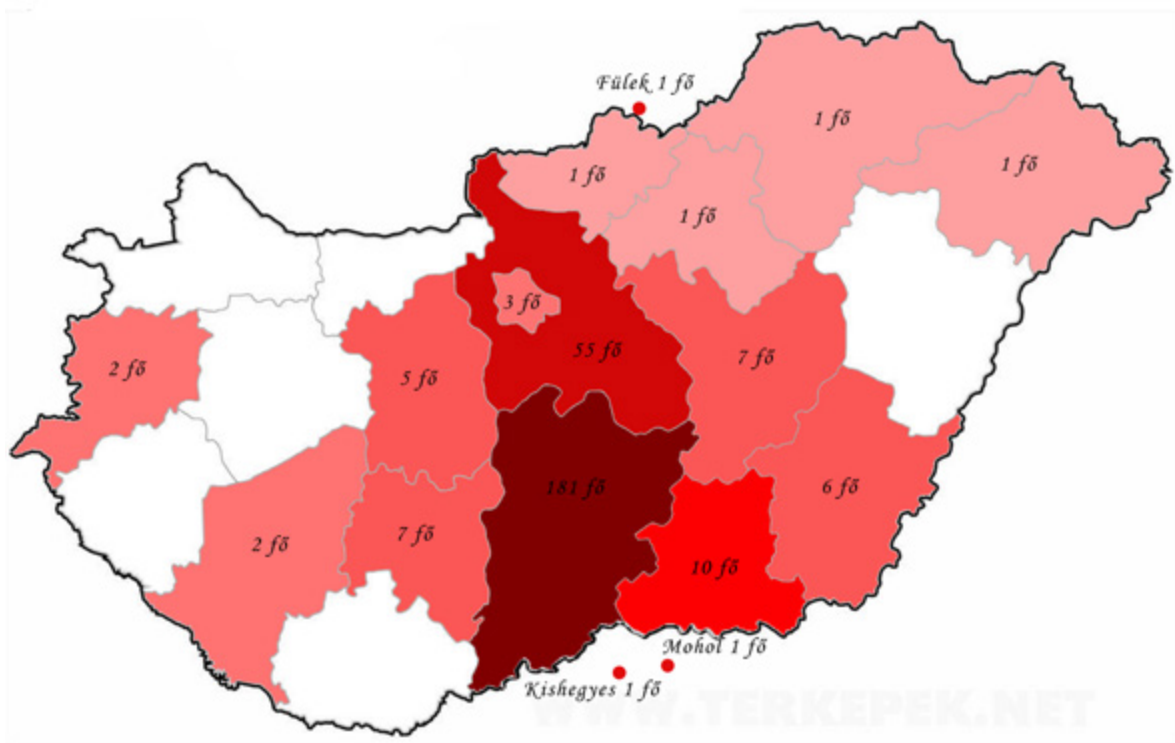 Fülek 1 fő
1 fő
1 fő
1 fő
1 fő
3 fő
55 fő
7 fő
2 fő
5 fő
181 fő
6 fő
7 fő
2 fő
10 fő
Mohol 1 fő
Kishegyes 1 fő
WWW.TERKEPEK.NET